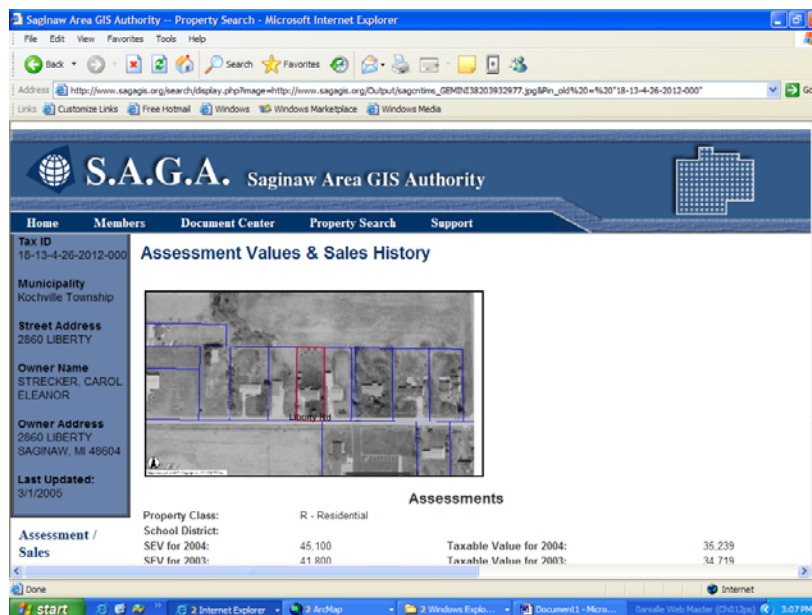 Saginaw Area GIS Authority -- Property Search - Microsoft Internet Explorer
File Edit View Favorites Tools Help
Back Search Favorites
Address http://www.sagagis.org/search/display.php?image=http://www.sagagis.org/Output/sagcntims_GEMINI38203932977.jpg&Pin_old%20=%20"18-13-4-26-2012-000" Go
Links Customize Links Free Hotmail Windows Windows Marketplace Windows Media
S.A.G.A. Saginaw Area GIS Authority
Home Members Document Center Property Search Support
Tax ID
18-13-4-26-2012-000
Municipality
Kochville Township
Street Address
2860 LIBERTY
Owner Name
STRECKER, CAROL
ELEANOR
Owner Address
2860 LIBERTY
SAGINAW, MI 48604
Last Updated:
3/1/2005
Assessment /
Sales
Assessment Values & Sales History
Liberty Rd
Assessments
Property Class: R - Residential
School District:
SEV for 2004: 45,100 Taxable Value for 2004: 35,239
SEV for 2003: 41,800 Taxable Value for 2003: 34,719
Done Internet
start 2 Internet Explorer 2 ArcMap 2 Windows Explo... Document1 - Micro... Danialle Web Master (Ch012ps) 3:07 PM